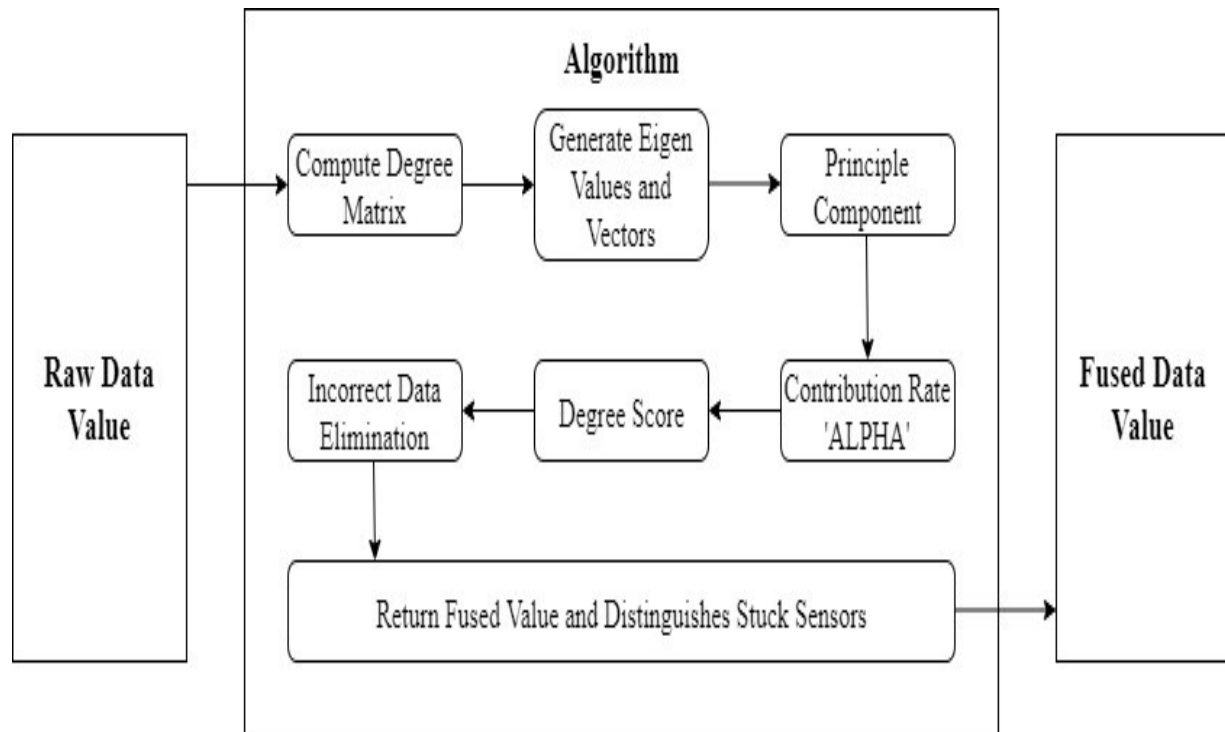 Algorithm
Raw Data
Value
Compute Degree
Matrix
Generate Eigen
Values and
Vectors
Principle
Component
Contribution Rate
'ALPHA'
Degree Score
Incorrect Data
Elimination
Return Fused Value and Distinguishes Stuck Sensors
Fused Data
Value